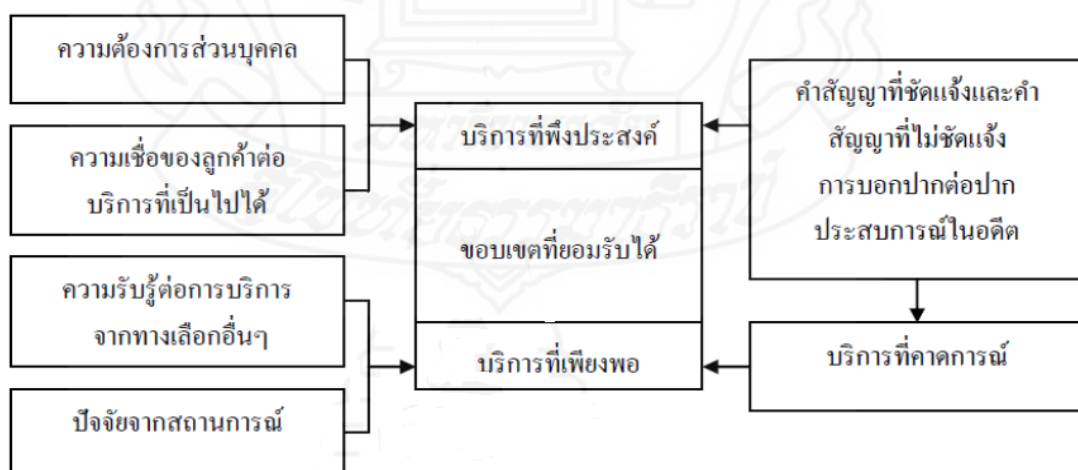 ความต้องการส่วนบุคคล
ความเชื่อของลูกค้าต่อ
บริการที่เป็นไปได้
ความรับรู้ต่อการบริการ
จากทางเลือกอื่นๆ
ปัจจัยจากสถานการณ์
บริการที่พึงประสงค์
ขอบเขตที่ยอมรับได้
บริการที่เพียงพอ
คำสัญญาที่ชัดแจ้งและคำ
สัญญาที่ไม่ชัดแจ้ง
การบอกปากต่อปาก
ประสบการณ์ในอดีต
บริการที่คาดการณ์